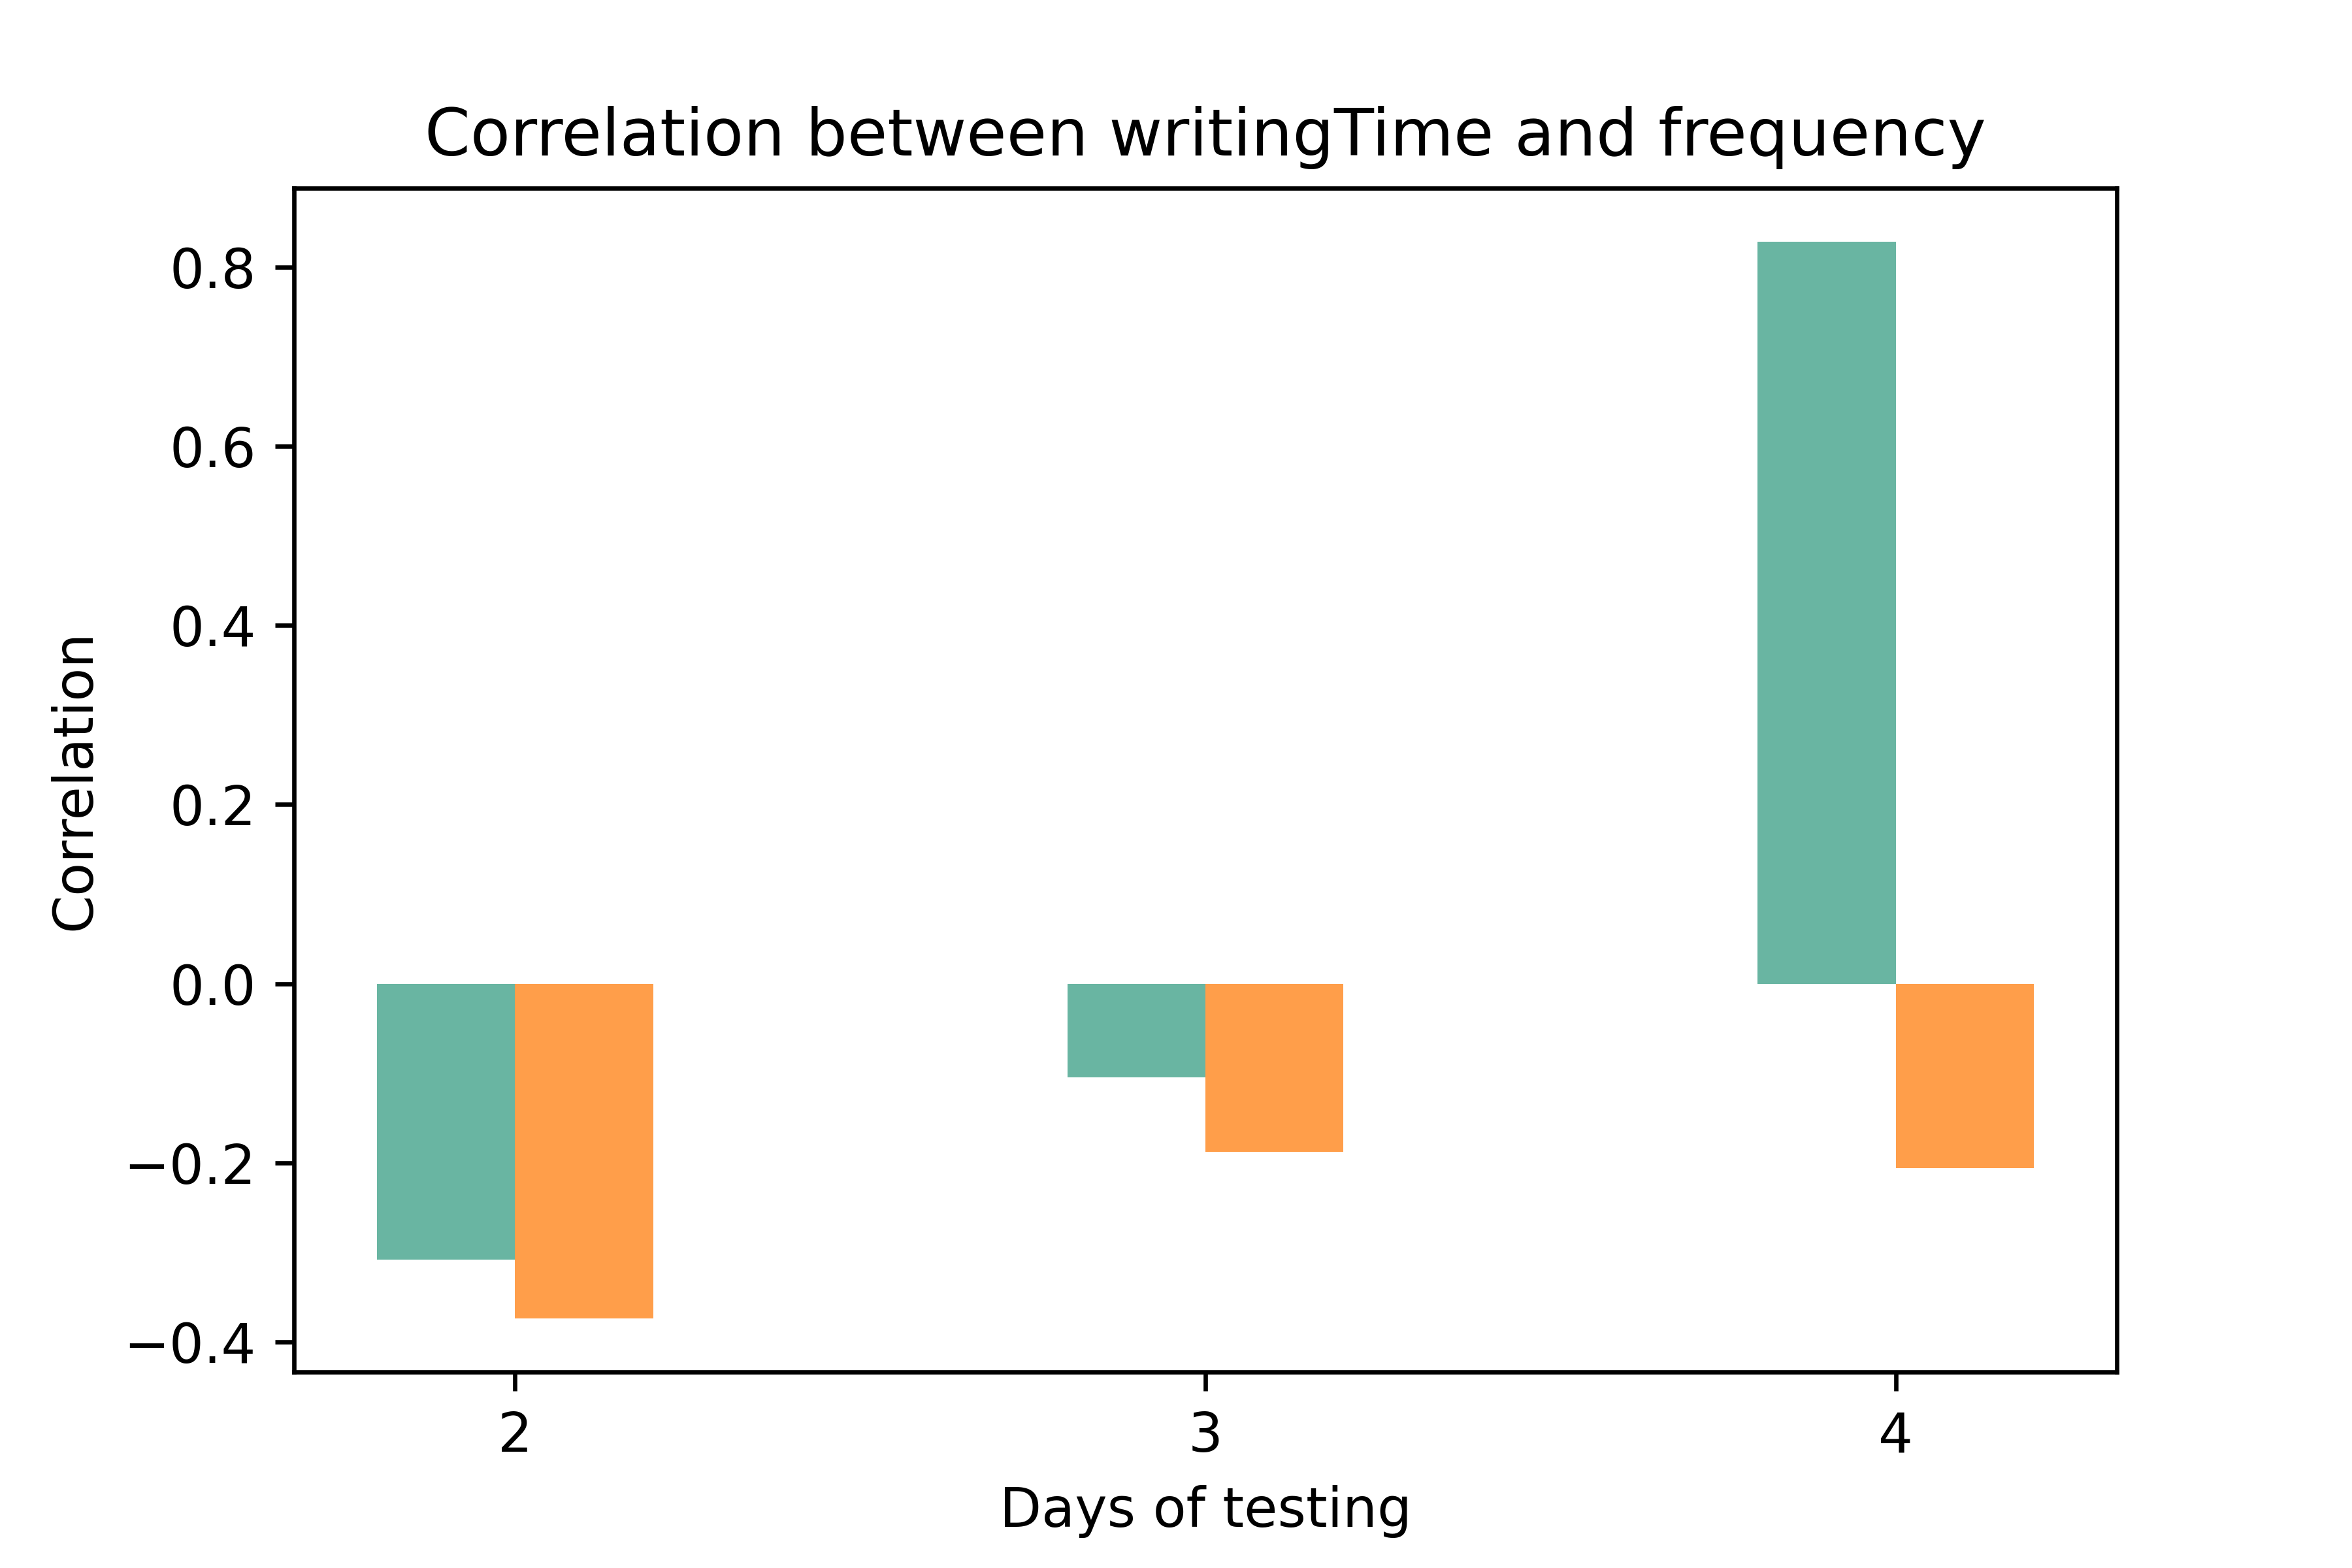 Correlation between writingTime and frequency
0.8
0.6
0.4
0.2
0.0
−0.2
−0.4
Correlation
2 3 4
Days of testing